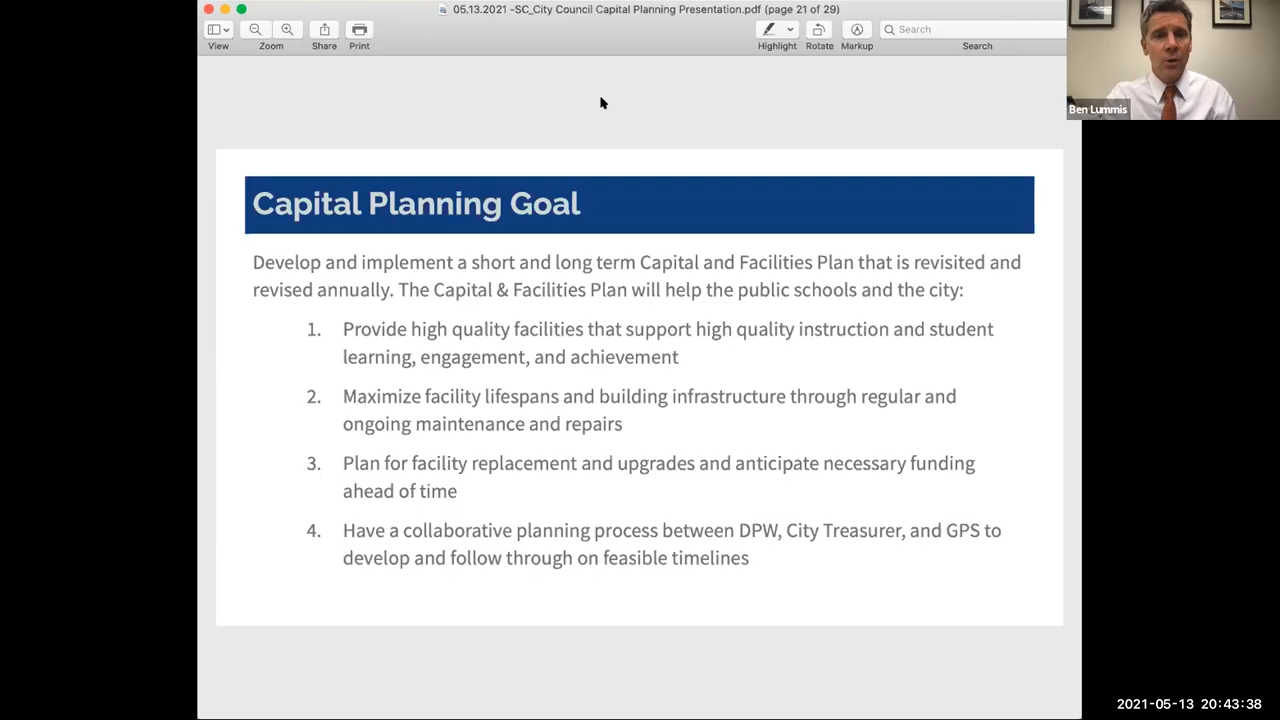 05.13.2021 -SC_City Council Capital Planning Presentation.pdf (page 21 of 29)
View
Zoom
Share
Print
Highlight
Rotate
Markup
Search
Search
Ben Lummis
Capital Planning Goal
Develop and implement a short and long term Capital and Facilities Plan that is revisited and
revised annually. The Capital & Facilities Plan will help the public schools and the city:
1. Provide high quality facilities that support high quality instruction and student
learning, engagement, and achievement
2. Maximize facility lifespans and building infrastructure through regular and
ongoing maintenance and repairs
3. Plan for facility replacement and upgrades and anticipate necessary funding
ahead of time
4. Have a collaborative planning process between DPW, City Treasurer, and GPS to
develop and follow through on feasible timelines
2021-05-13 20:43:38